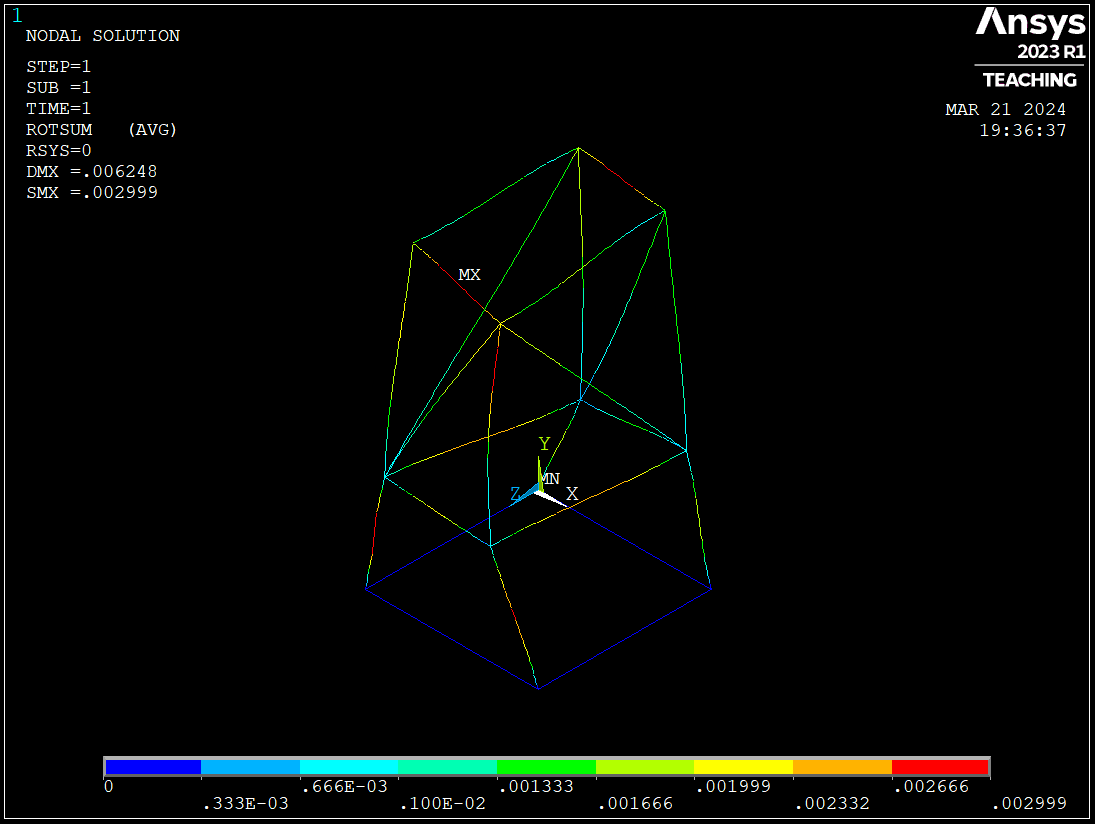 1
NODAL SOLUTION
STEP=1
SUB =1
TIME=1
ROTSUM (AVG)
RSYS=0
DMX =.006248
SMX =.002999
Ansys
2023 R1
TEACHING
MAR 21 2024
19:36:37
MX
Y
MN
Z X
0 .666E-03 .001333 .001999 .002666
.333E-03 .100E-02 .001666 .002332 .002999